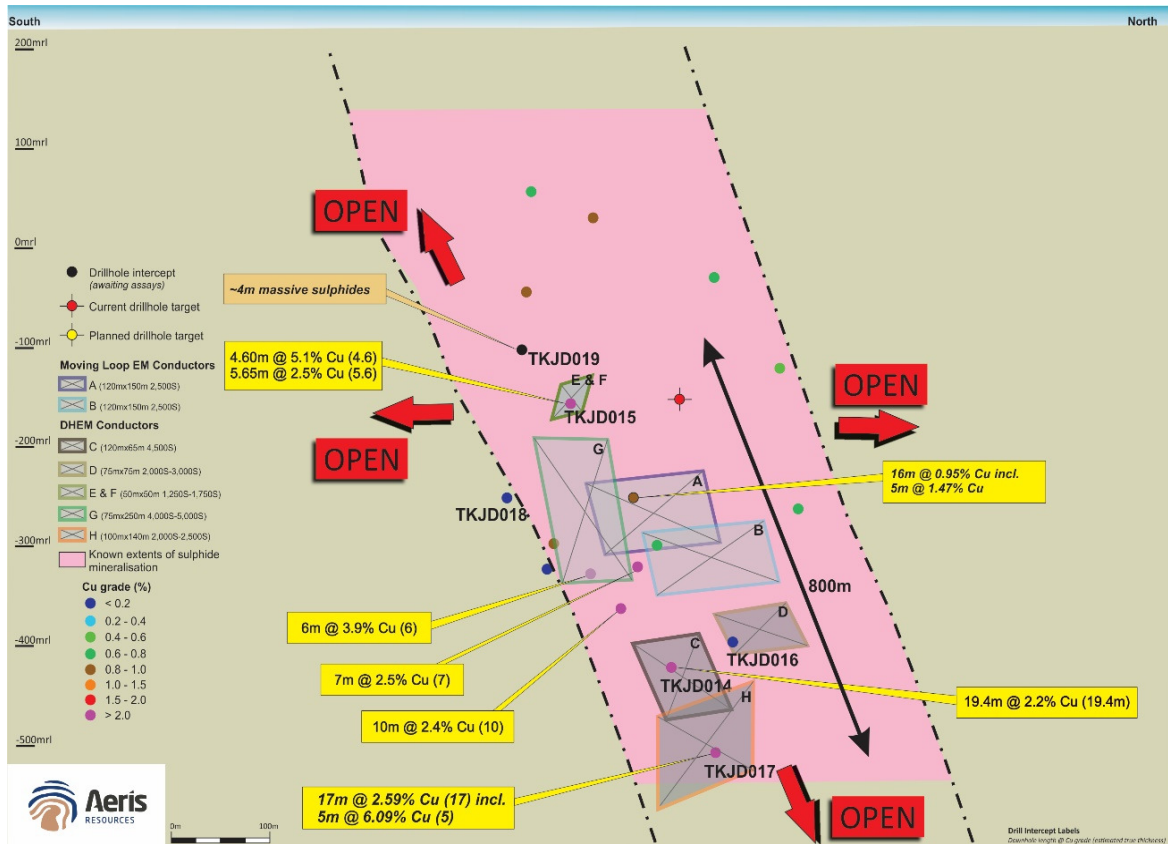 South
North
200mrl
100mrl
0mrl
-100mrl
-200mrl
-300mrl
-400mrl
-500mrl
OPEN
OPEN
OPEN
OPEN
Drillhole intercept
(awaiting assays)
Current drillhole target
Planned drillhole target
Moving Loop EM Conductors
A (120mx150m 2,500S)
B (120mx150m 2,500S)
DHEM Conductors
C (120mx65m 4,500S)
D (75mx75m 2,000S-3,000S)
E & F (50mx50m 1,250S-1,750S)
G (75mx250m 4,000S-5,000S)
H (100mx140m 2,000S-2,500S)
Known extents of sulphide
mineralisation
Cu grade (%)
< 0.2
0.2 - 0.4
0.4 - 0.6
0.6 - 0.8
0.8 - 1.0
1.0 - 1.5
1.5 - 2.0
> 2.0
~4m massive sulphides
TKJD019
4.60m @ 5.1% Cu (4.6)
5.65m @ 2.5% Cu (5.6)
E & F
TKJD015
G
A
16m @ 0.95% Cu incl.
5m @ 1.47% Cu
TKJD018
B
800m
6m @ 3.9% Cu (6)
D
TKJD016
C
7m @ 2.5% Cu (7)
TKJD014
H
19.4m @ 2.2% Cu (19.4m)
10m @ 2.4% Cu (10)
TKJD017
17m @ 2.59% Cu (17) incl.
5m @ 6.09% Cu (5)
Aeris
RESOURCES
0m
100m
Drill Intercept Labels
Downhole length @ Cu grade (estimated true thickness)